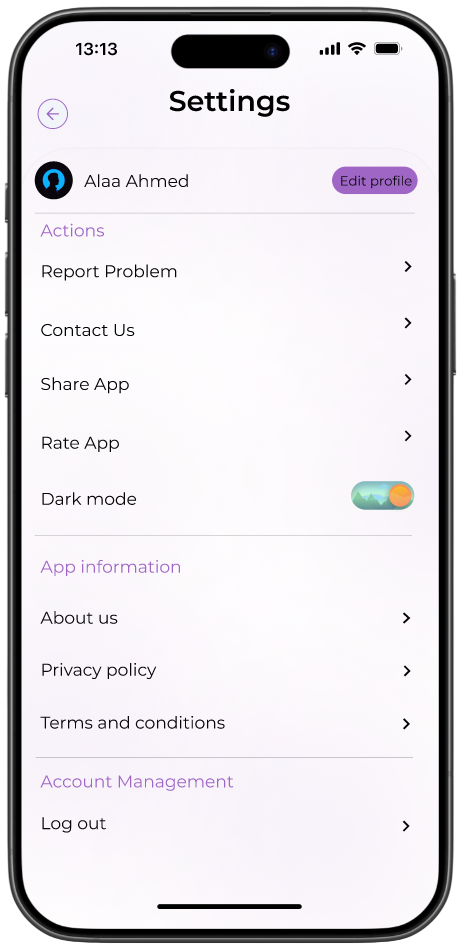 13:13
Settings
Alaa Ahmed
Edit profile
Actions
Report Problem
Contact Us
Share App
Rate App
Dark mode
App information
About us
Privacy policy
Terms and conditions
Account Management
Log out